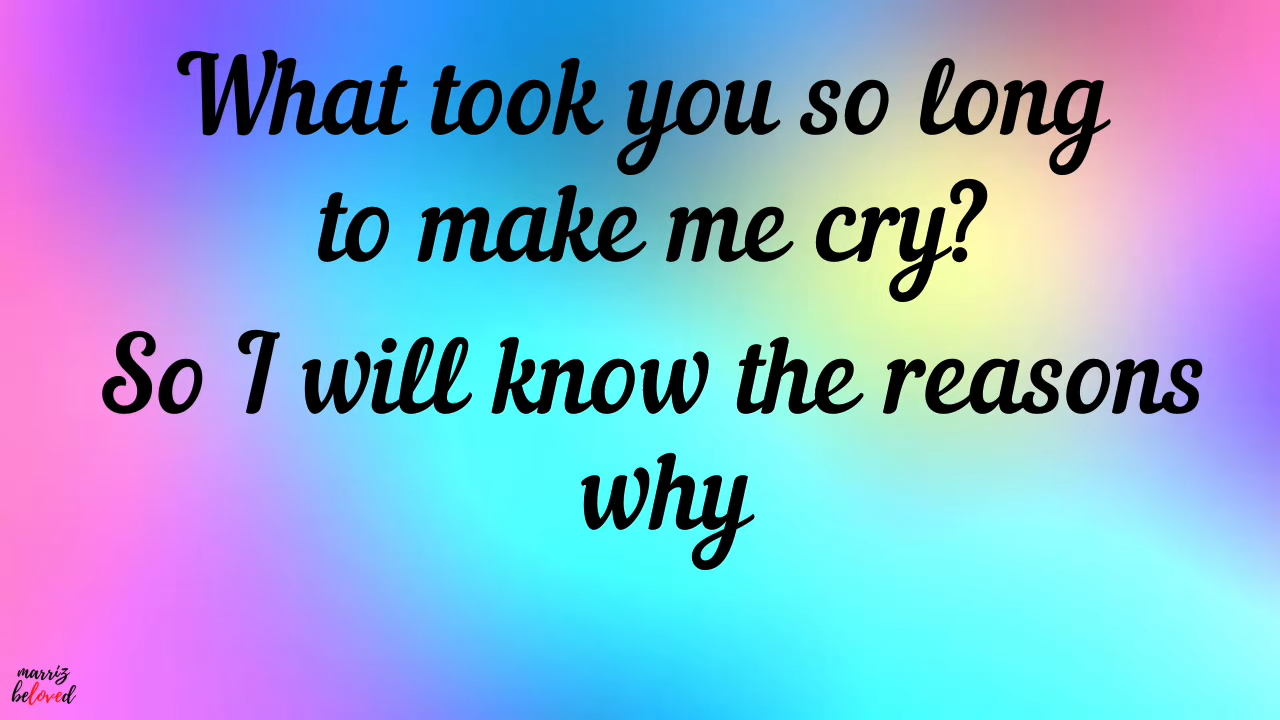 What took you so long
to make me cry?
So I will know the reasons
why
marriz
beloved